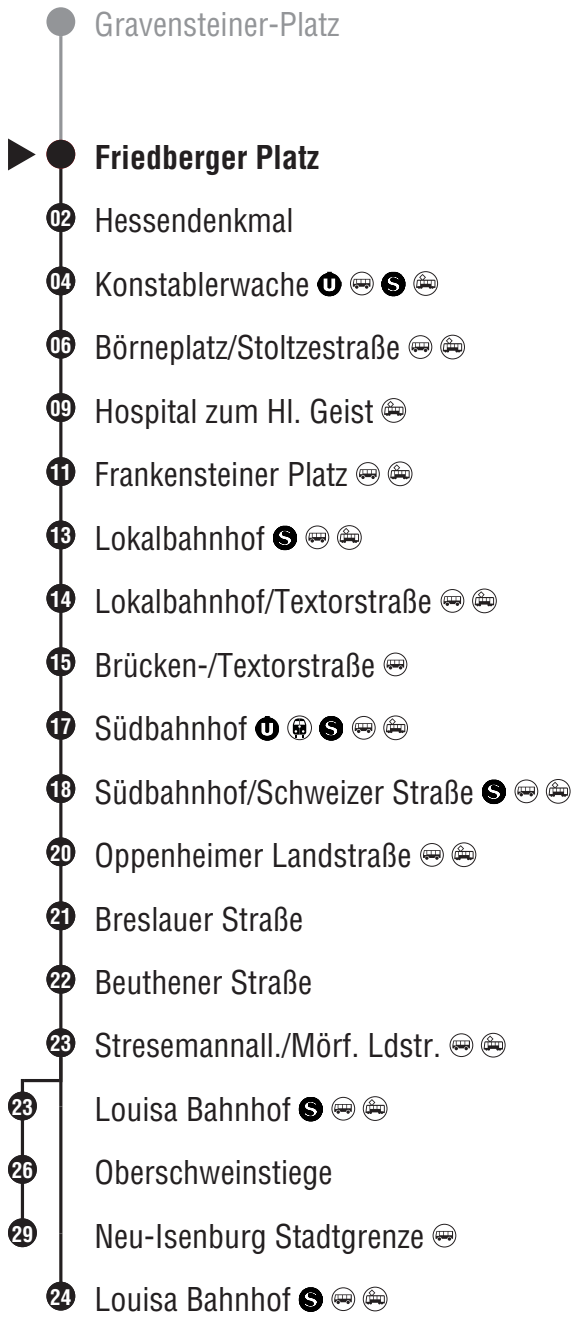 Gravensteiner-Platz
Friedberger Platz
02 Hessendenkmal
04 Konstablerwache U S
06 Börneplatz/Stoltzestraße
09 Hospital zum Hl. Geist
11 Frankensteiner Platz
13 Lokalbahnhof S
14 Lokalbahnhof/Textorstraße
15 Brücken-/Textorstraße
17 Südbahnhof U S
18 Südbahnhof/Schweizer Straße S
20 Oppenheimer Landstraße
21 Breslauer Straße
22 Beuthener Straße
23 Stresemannall./Mörf. Ldstr.
23 Louisa Bahnhof S
26 Oberschweinstiege
29 Neu-Isenburg Stadtgrenze
24 Louisa Bahnhof S